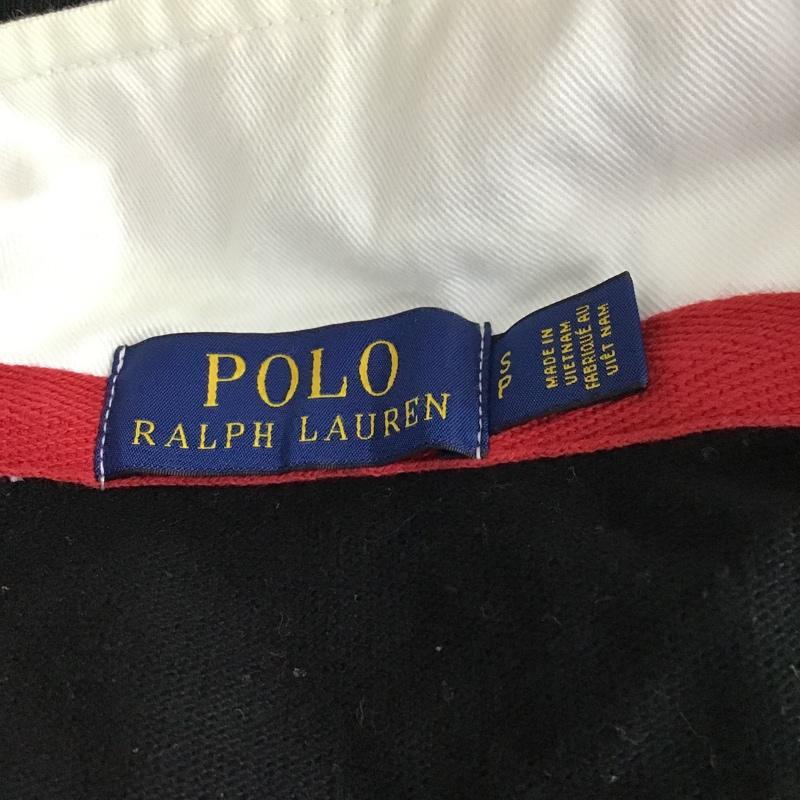 POLO
RALPH LAUREN
S
P
MADE IN
VIETNAM
FABRIQUÉ AU
VIÊT NAM